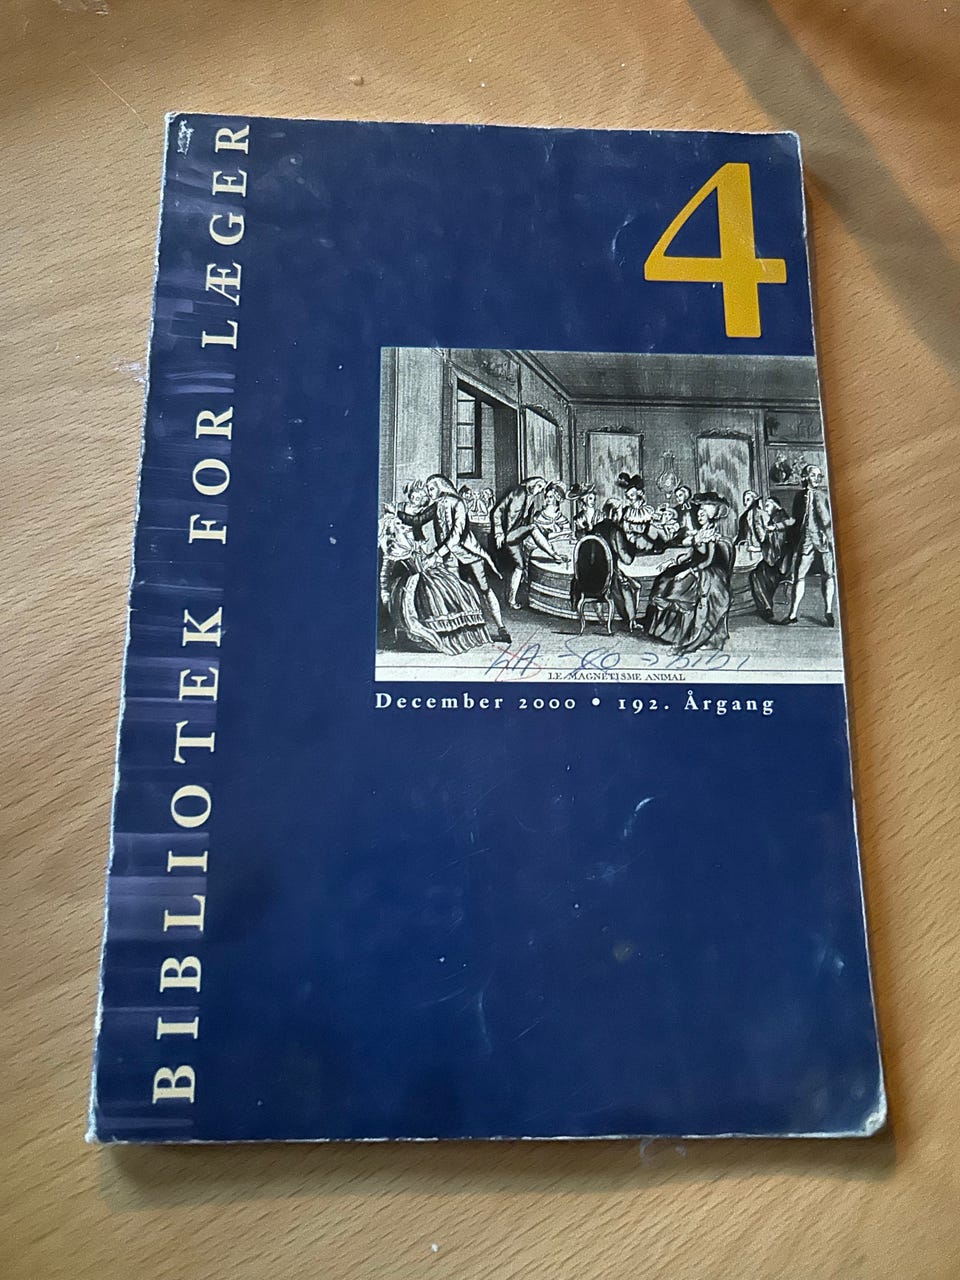 BIBLIOTEK FOR LÆGER
4
LE MAGNETISME ANIMAL
December 2000 • 192. Årgang